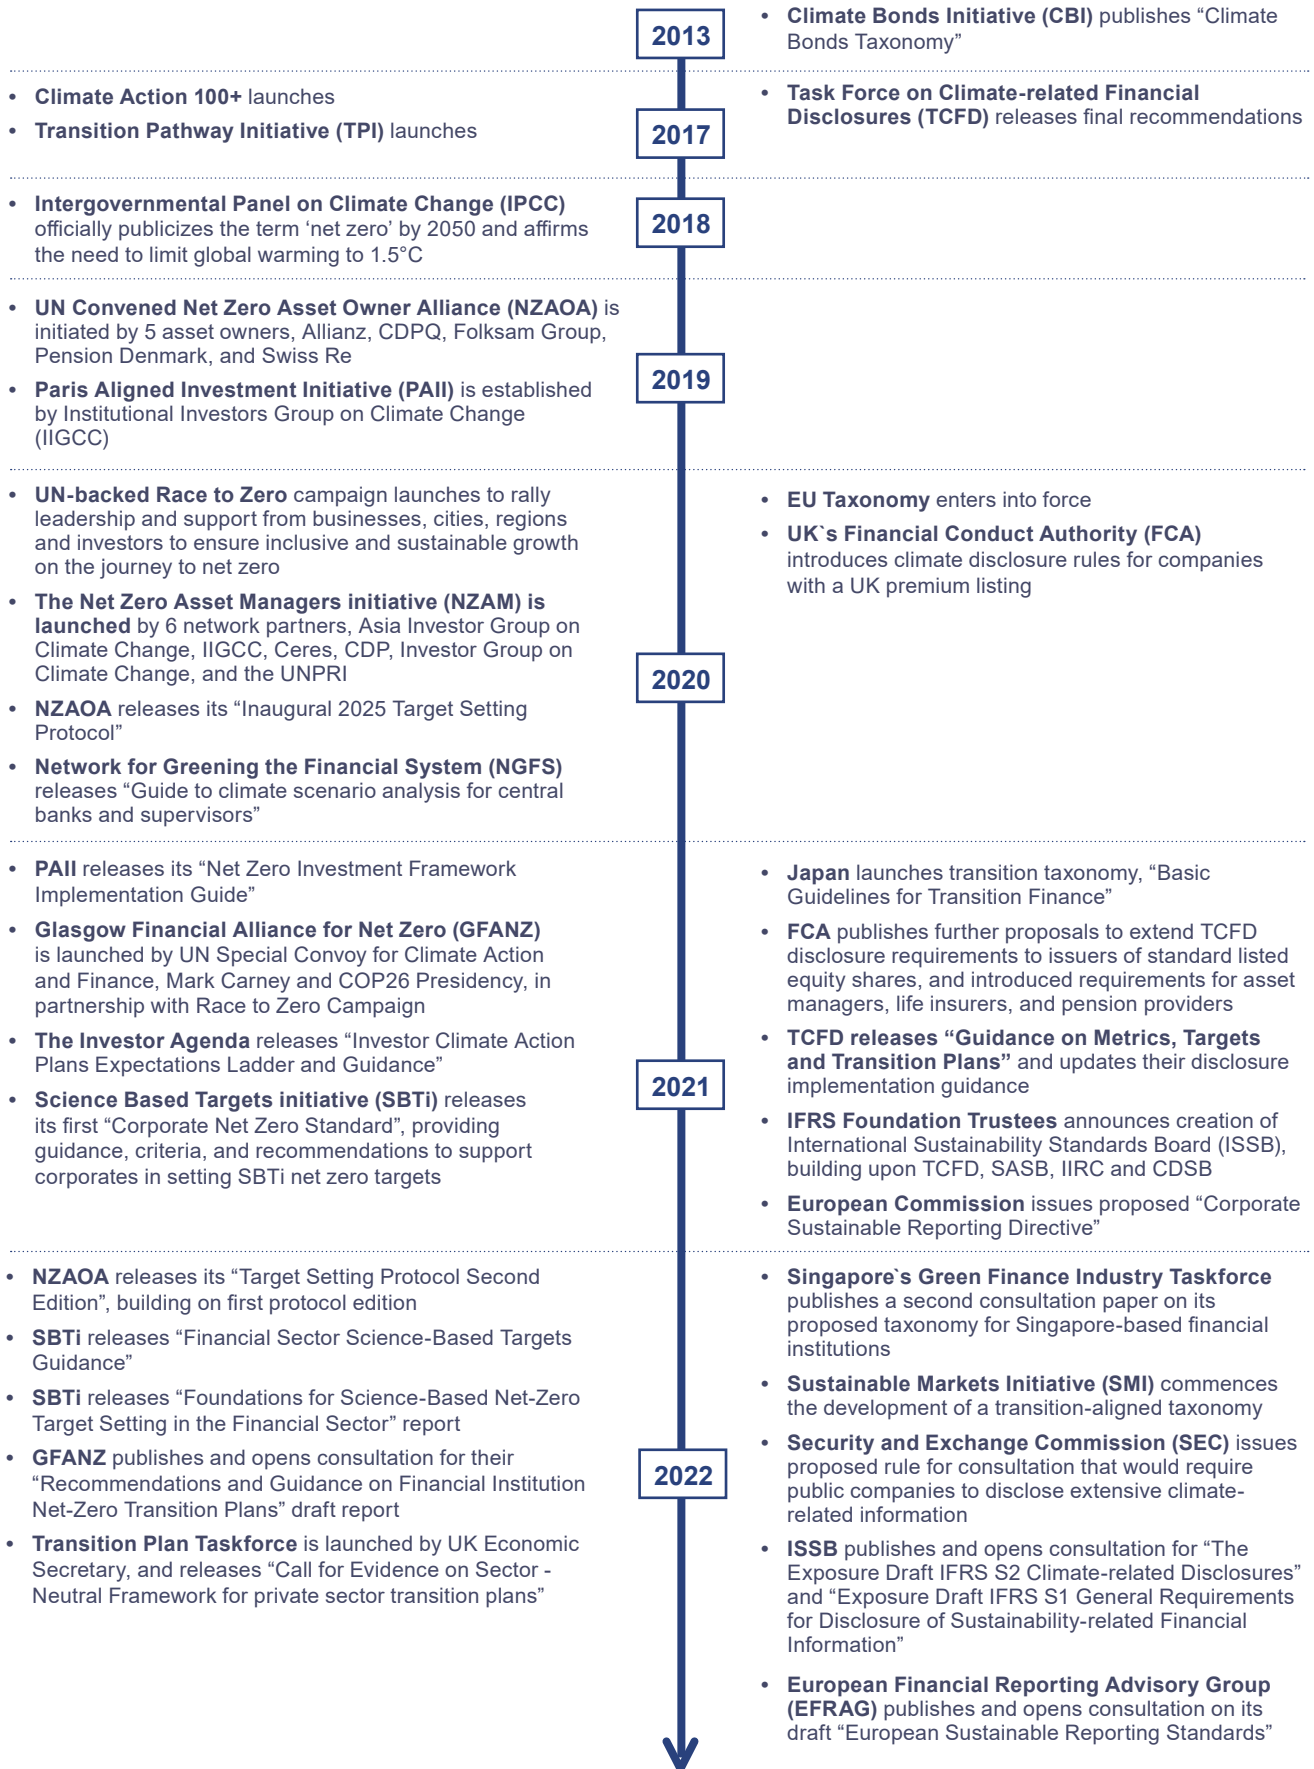 2013
• Climate Bonds Initiative (CBI) publishes “Climate
Bonds Taxonomy”
• Climate Action 100+ launches
• Transition Pathway Initiative (TPI) launches
2017
• Task Force on Climate-related Financial
Disclosures (TCFD) releases final recommendations
• Intergovernmental Panel on Climate Change (IPCC)
officially publicizes the term ‘net zero’ by 2050 and affirms
the need to limit global warming to 1.5°C
2018
• UN Convened Net Zero Asset Owner Alliance (NZAOA) is
initiated by 5 asset owners, Allianz, CDPQ, Folksam Group,
Pension Denmark, and Swiss Re
• Paris Aligned Investment Initiative (PAII) is established
by Institutional Investors Group on Climate Change
(IIGCC)
2019
• UN-backed Race to Zero campaign launches to rally
leadership and support from businesses, cities, regions
and investors to ensure inclusive and sustainable growth
on the journey to net zero
• The Net Zero Asset Managers initiative (NZAM) is
launched by 6 network partners, Asia Investor Group on
Climate Change, IIGCC, Ceres, CDP, Investor Group on
Climate Change, and the UNPRI
• NZAOA releases its “Inaugural 2025 Target Setting
Protocol”
• Network for Greening the Financial System (NGFS)
releases “Guide to climate scenario analysis for central
banks and supervisors”
2020
• EU Taxonomy enters into force
• UK`s Financial Conduct Authority (FCA)
introduces climate disclosure rules for companies
with a UK premium listing
• PAII releases its “Net Zero Investment Framework
Implementation Guide”
• Glasgow Financial Alliance for Net Zero (GFANZ)
is launched by UN Special Convoy for Climate Action
and Finance, Mark Carney and COP26 Presidency, in
partnership with Race to Zero Campaign
• The Investor Agenda releases “Investor Climate Action
Plans Expectations Ladder and Guidance”
• Science Based Targets initiative (SBTi) releases
its first “Corporate Net Zero Standard”, providing
guidance, criteria, and recommendations to support
corporates in setting SBTi net zero targets
2021
• Japan launches transition taxonomy, “Basic
Guidelines for Transition Finance”
• FCA publishes further proposals to extend TCFD
disclosure requirements to issuers of standard listed
equity shares, and introduced requirements for asset
managers, life insurers, and pension providers
• TCFD releases “Guidance on Metrics, Targets
and Transition Plans” and updates their disclosure
implementation guidance
• IFRS Foundation Trustees announces creation of
International Sustainability Standards Board (ISSB),
building upon TCFD, SASB, IIRC and CDSB
• European Commission issues proposed “Corporate
Sustainable Reporting Directive”
• NZAOA releases its “Target Setting Protocol Second
Edition”, building on first protocol edition
• SBTi releases “Financial Sector Science-Based Targets
Guidance”
• SBTi releases “Foundations for Science-Based Net-Zero
Target Setting in the Financial Sector” report
• GFANZ publishes and opens consultation for their
“Recommendations and Guidance on Financial Institution
Net-Zero Transition Plans” draft report
• Transition Plan Taskforce is launched by UK Economic
Secretary, and releases “Call for Evidence on Sector -
Neutral Framework for private sector transition plans”
2022
• Singapore`s Green Finance Industry Taskforce
publishes a second consultation paper on its
proposed taxonomy for Singapore-based financial
institutions
• Sustainable Markets Initiative (SMI) commences
the development of a transition-aligned taxonomy
• Security and Exchange Commission (SEC) issues
proposed rule for consultation that would require
public companies to disclose extensive climate-
related information
• ISSB publishes and opens consultation for “The
Exposure Draft IFRS S2 Climate-related Disclosures”
and “Exposure Draft IFRS S1 General Requirements
for Disclosure of Sustainability-related Financial
Information”
• European Financial Reporting Advisory Group
(EFRAG) publishes and opens consultation on its
draft “European Sustainable Reporting Standards”